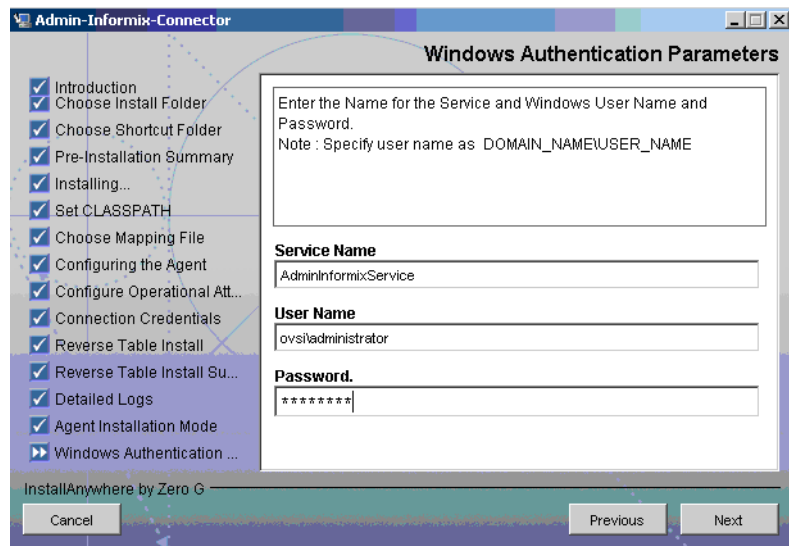 Admin-Informix-Connector
Windows Authentication Parameters
Introduction
Choose Install Folder
Choose Shortcut Folder
Pre-Installation Summary
Installing...
Set CLASSPATH
Choose Mapping File
Configuring the Agent
Configure Operational Att...
Connection Credentials
Reverse Table Install
Reverse Table Install Su...
Detailed Logs
Agent Installation Mode
Windows Authentication ...
Enter the Name for the Service and Windows User Name and
Password.
Note : Specify user name as DOMAIN_NAME\USER_NAME
Service Name
AdminInformixService
User Name
ovsi\administrator
Password.
********
InstallAnywhere by Zero G
Cancel
Previous
Next